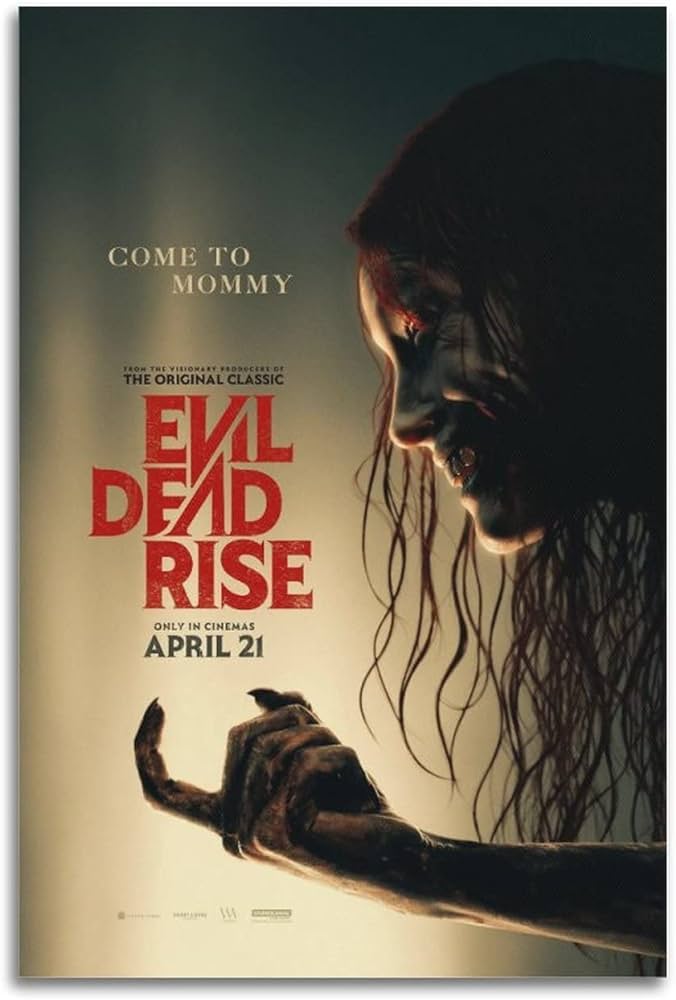 COME TO
MOMMY
FROM THE VISIONARY PRODUCERS OF
THE ORIGINAL CLASSIC
EVIL
DEAD
RISE
ONLY IN CINEMAS
APRIL 21